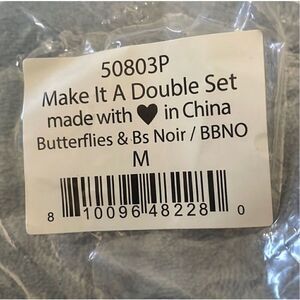 50803P
Make It A Double Set
made with ♥ in China
Butterflies & Bs Noir / BBNO
M
8 10096 48228 0